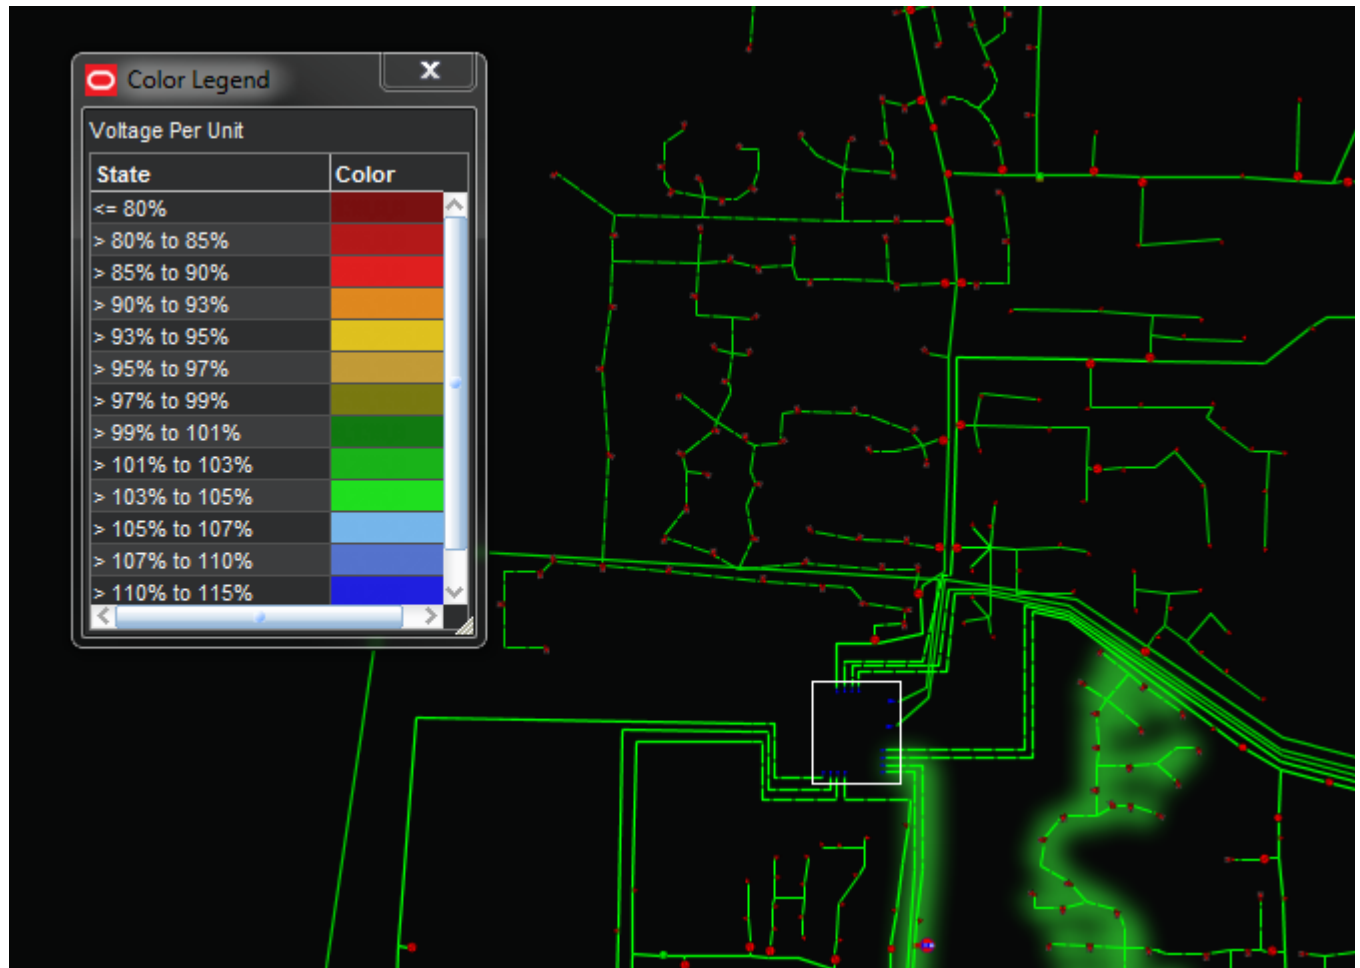 Color Legend
X
Voltage Per Unit
State Color
<= 80%
> 80% to 85%
> 85% to 90%
> 90% to 93%
> 93% to 95%
> 95% to 97%
> 97% to 99%
> 99% to 101%
> 101% to 103%
> 103% to 105%
> 105% to 107%
> 107% to 110%
> 110% to 115%